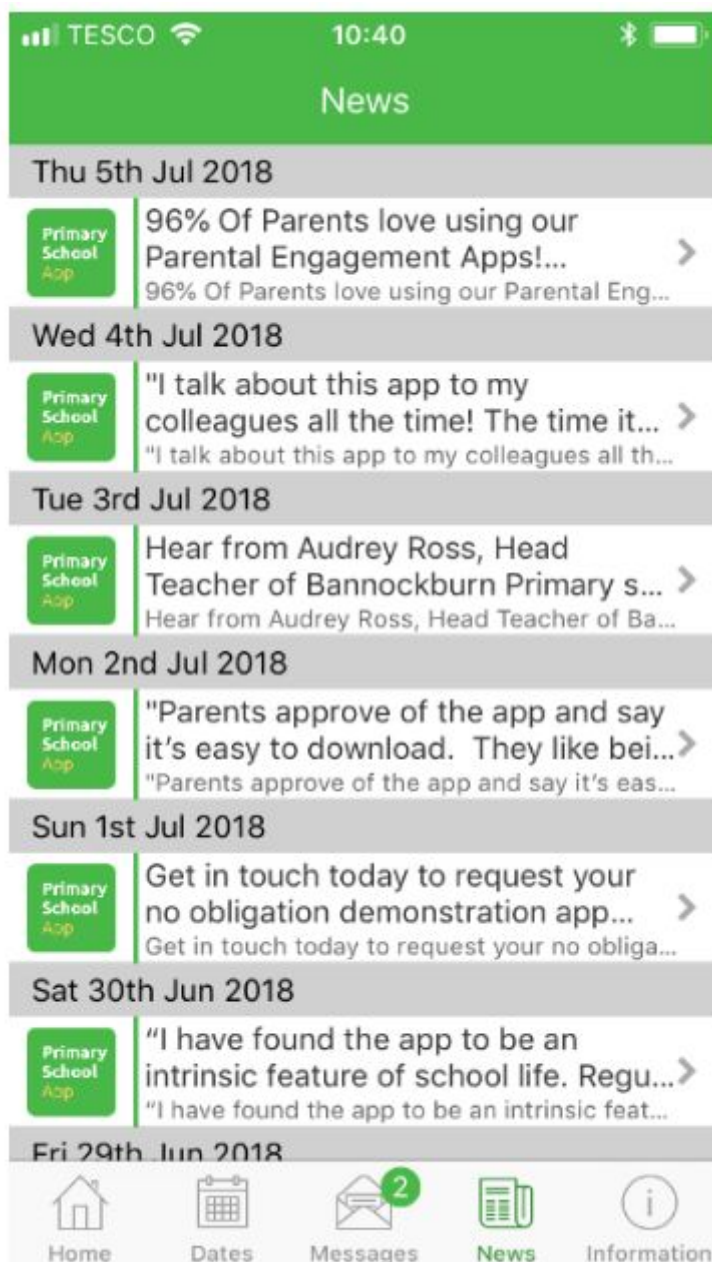 TESCO 10:40
News
Thu 5th Jul 2018
Primary
School
App
96% Of Parents love using our
Parental Engagement Apps!...
96% Of Parents love using our Parental Eng...
Wed 4th Jul 2018
Primary
School
App
"I talk about this app to my
colleagues all the time! The time it...
"I talk about this app to my colleagues all th...
Tue 3rd Jul 2018
Primary
School
App
Hear from Audrey Ross, Head
Teacher of Bannockburn Primary s...
Hear from Audrey Ross, Head Teacher of Ba...
Mon 2nd Jul 2018
Primary
School
App
"Parents approve of the app and say
it's easy to download.  They like bei...
"Parents approve of the app and say it's eas...
Sun 1st Jul 2018
Primary
School
App
Get in touch today to request your
no obligation demonstration app...
Get in touch today to request your no obliga...
Sat 30th Jun 2018
Primary
School
App
“I have found the app to be an
intrinsic feature of school life. Regu...
“I have found the app to be an intrinsic feat...
Fri 29th Jun 2018
2
Home Dates Messages News Information